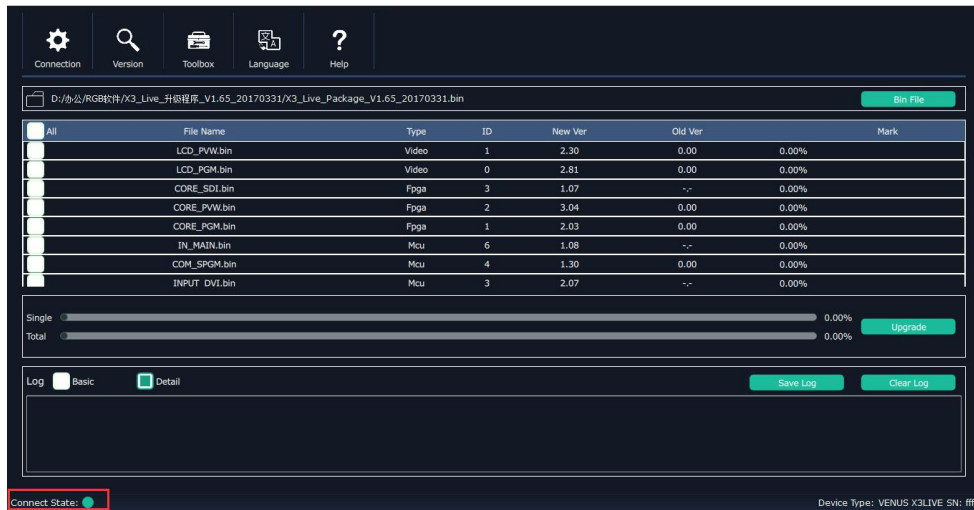 Connection Version Toolbox Language Help
D:/办公/RGB软件/X3_Live_升级程序_V1.65_20170331/X3_Live_Package_V1.65_20170331.bin Bin File
All File Name Type ID New Ver Old Ver Mark
LCD_PVW.bin Video 1 2.30 0.00 0.00%
LCD_PGM.bin Video 0 2.81 0.00 0.00%
CORE_SDI.bin Fpga 3 1.07 -.- 0.00%
CORE_PVW.bin Fpga 2 3.04 0.00 0.00%
CORE_PGM.bin Fpga 1 2.03 0.00 0.00%
IN_MAIN.bin Mcu 6 1.08 -.- 0.00%
COM_SPGM.bin Mcu 4 1.30 0.00 0.00%
INPUT_DVI.bin Mcu 3 2.07 -.- 0.00%
Single 0.00%
Upgrade
Total 0.00%
Log Basic Detail Save Log Clear Log
Connect State: Device Type: VENUS X3LIVE SN: fff